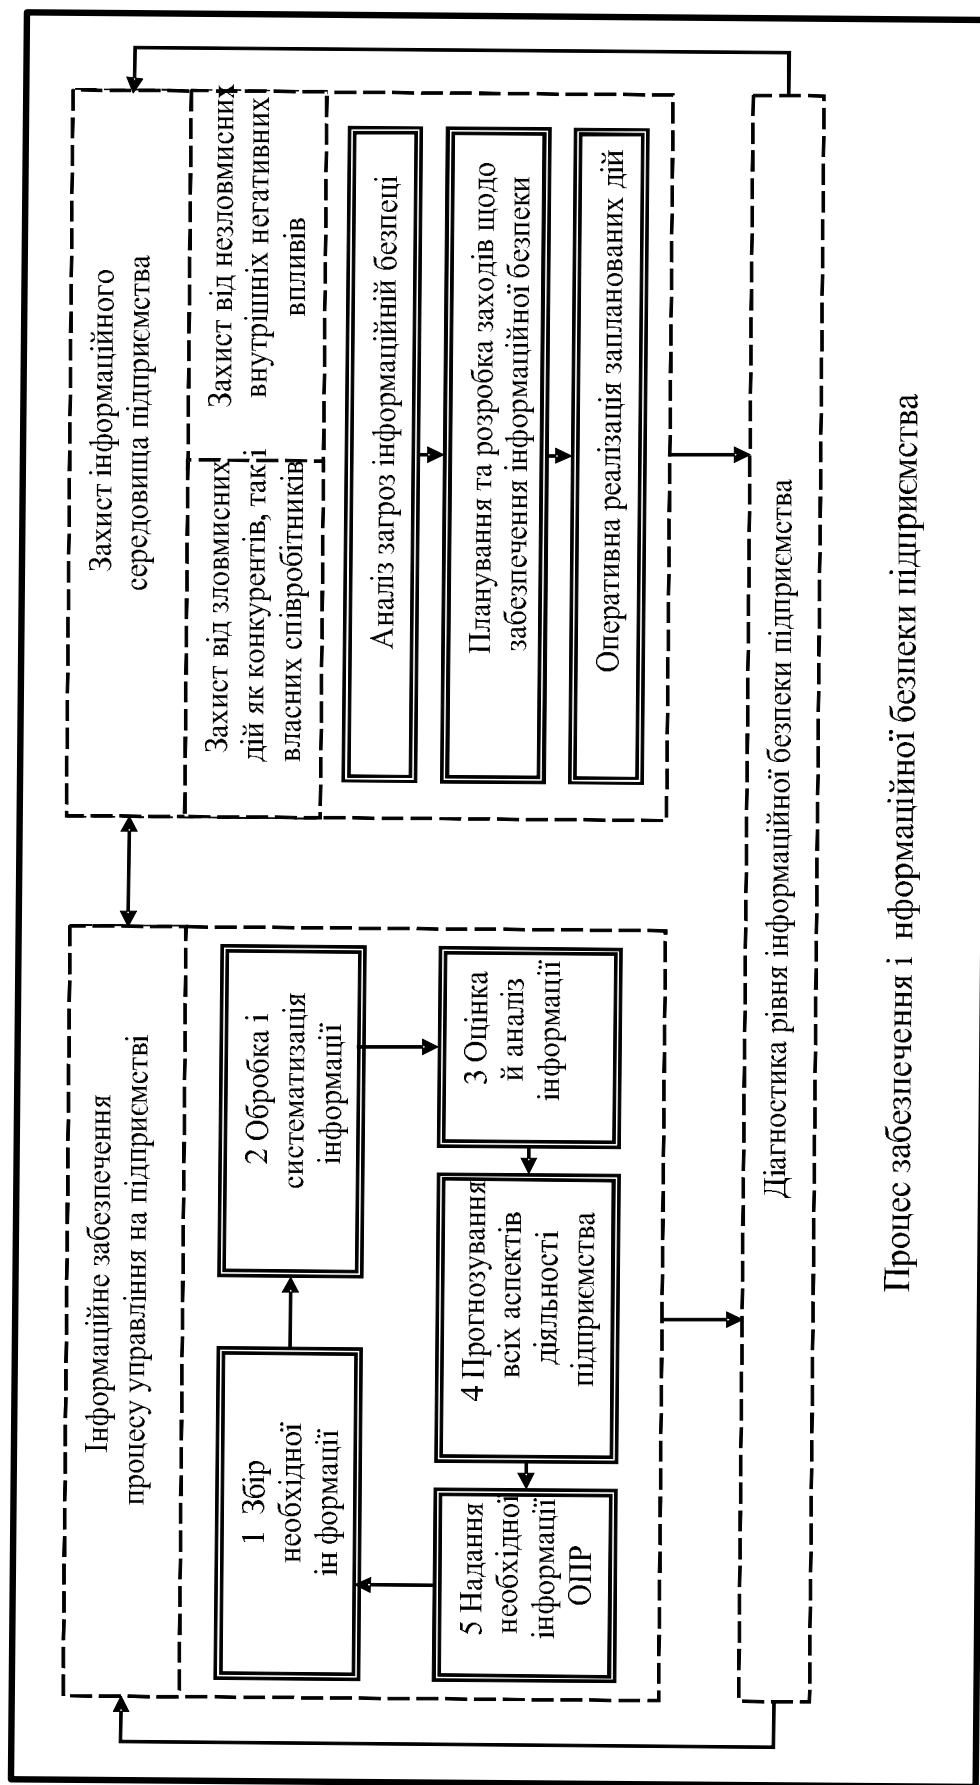 Інформаційне забезпечення
процесу управління на підприємстві
1 Збір
необхідної
ін формації
2 Обробка і
систематизація
інформації
3 Оцінка
й аналіз
інформації
4 Прогнозування
всіх аспектів
діяльності
підприємства
5 Надання
необхідної
інформації
ОПР
Захист інформаційного
середовища підприємства
Захист від зловмисних
дій як конкурентів, так і
власних співробітників
Захист від незловмисних
внутрішніх негативних
впливів
Аналіз загроз інформаційній безпеці
Планування та розробка заходів щодо
забезпечення інформаційної безпеки
Оперативна реалізація запланованих дій
Діагностика рівня інформаційної безпеки підприємства
Процес забезпечення і нформаційної безпеки підприємства